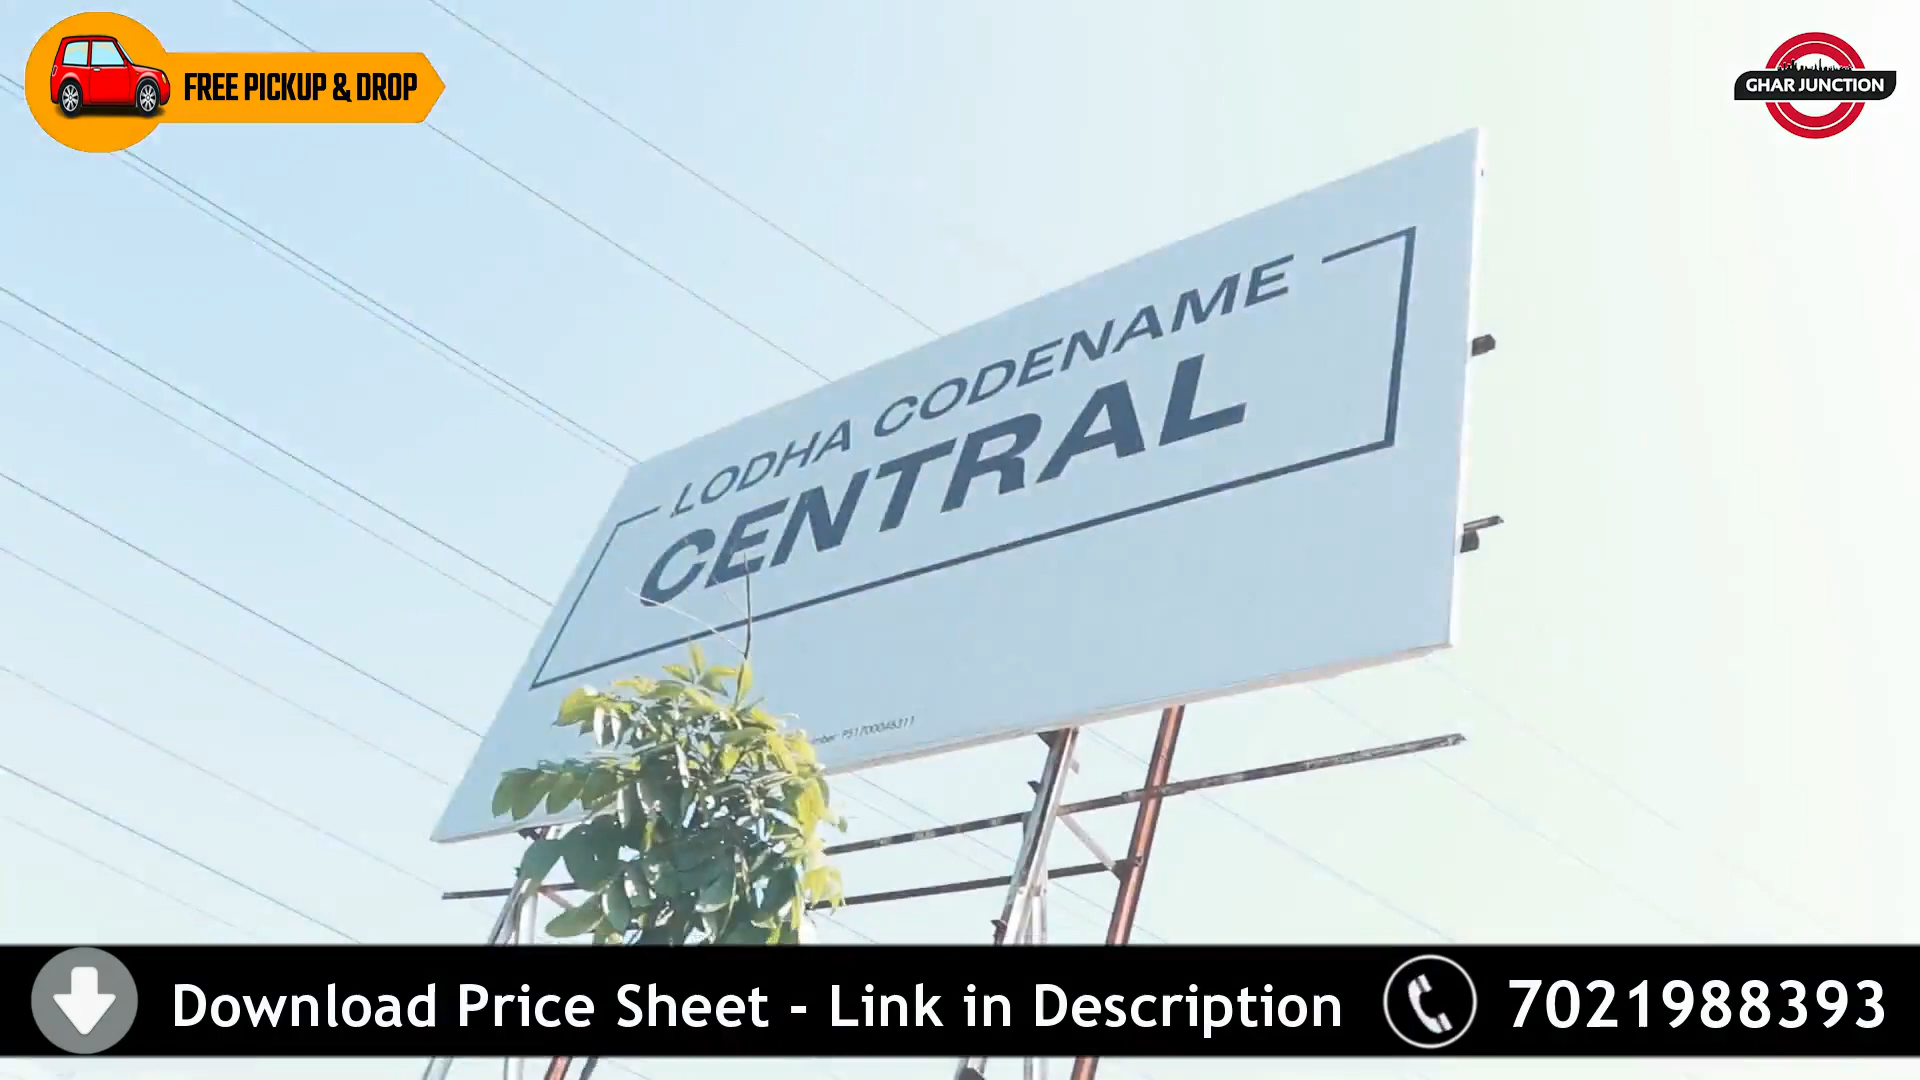 FREE PICKUP & DROP
GHAR JUNCTION
LODHA CODENAME
CENTRAL
Download Price Sheet - Link in Description
7021988393